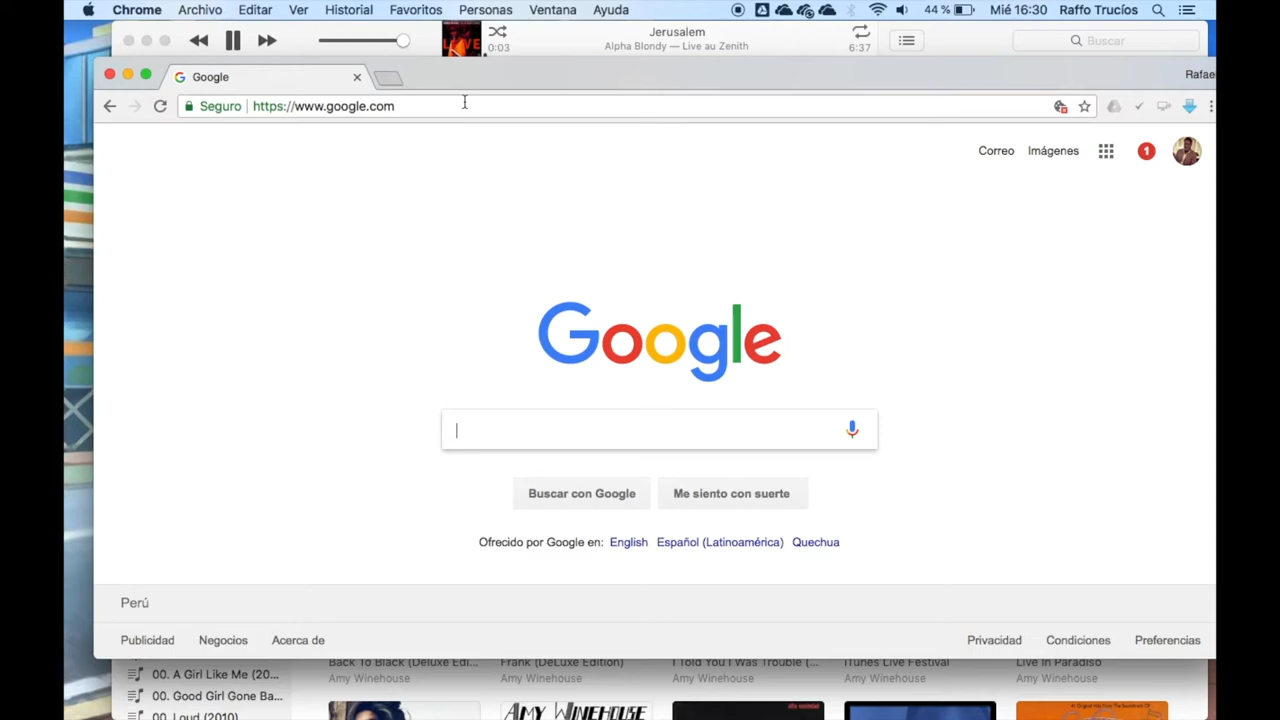 Chrome Archivo Editar Ver Historial Favoritos Personas Ventana Ayuda 44 % Mié 16:30 Raffo Trucíos
LIVE
0:03 Jerusalem 6:37 Buscar
Alpha Blondy — Live au Zenith
Google Rafae
Seguro https://www.google.com
Correo Imágenes 1
Google
Buscar con Google Me siento con suerte
Ofrecido por Google en: English Español (Latinoamérica) Quechua
Perú
Publicidad Negocios Acerca de Privacidad Condiciones Preferencias
00. A Girl Like Me (20... Back To Black (Deluxe Edi... Frank (DeLuxe Edition) I Told You I Was Trouble (... iTunes Live Festival Live In Paradiso
Amy Winehouse Amy Winehouse Amy Winehouse Amy Winehouse Amy Winehouse
00. Good Girl Gone Ba...
00. Loud (2010)
AMY WINEHOUSE